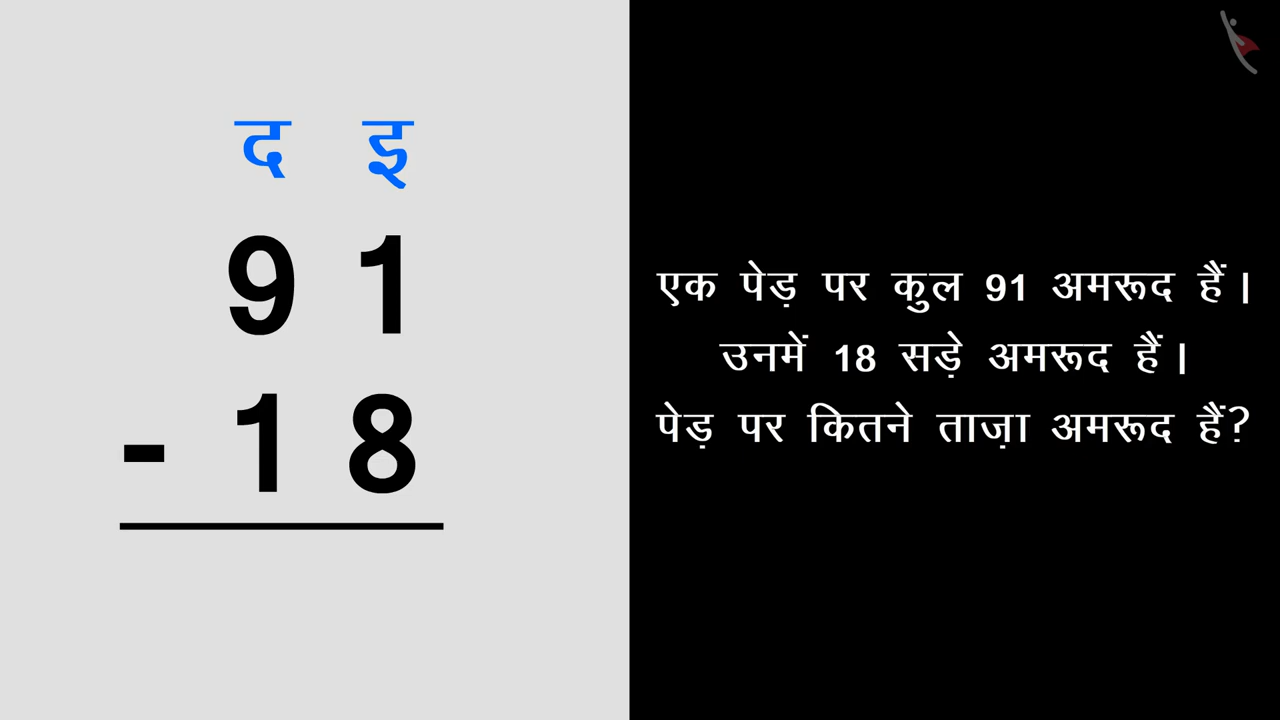 द इ
9 1
- 1 8
एक पेड़ पर कुल 91 अमरूद हैं।
उनमें 18 सड़े अमरूद हैं।
पेड़ पर कितने ताज़ा अमरूद हैं?